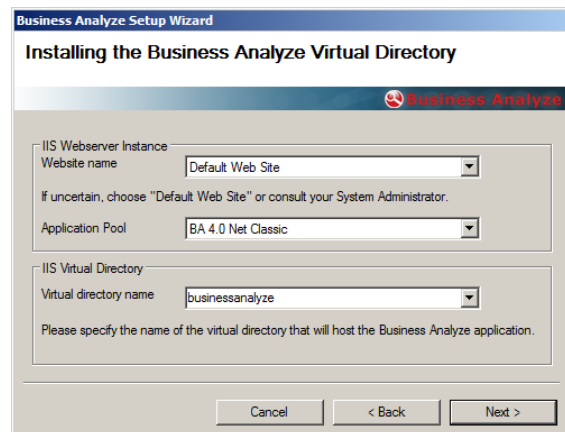 Business Analyze Setup Wizard
Installing the Business Analyze Virtual Directory
Business Analyze
IIS Webserver Instance
Website name
Default Web Site
If uncertain, choose "Default Web Site" or consult your System Administrator.
Application Pool
BA 4.0 Net Classic
IIS Virtual Directory
Virtual directory name
businessanalyze
Please specify the name of the virtual directory that will host the Business Analyze application.
Cancel
< Back
Next >